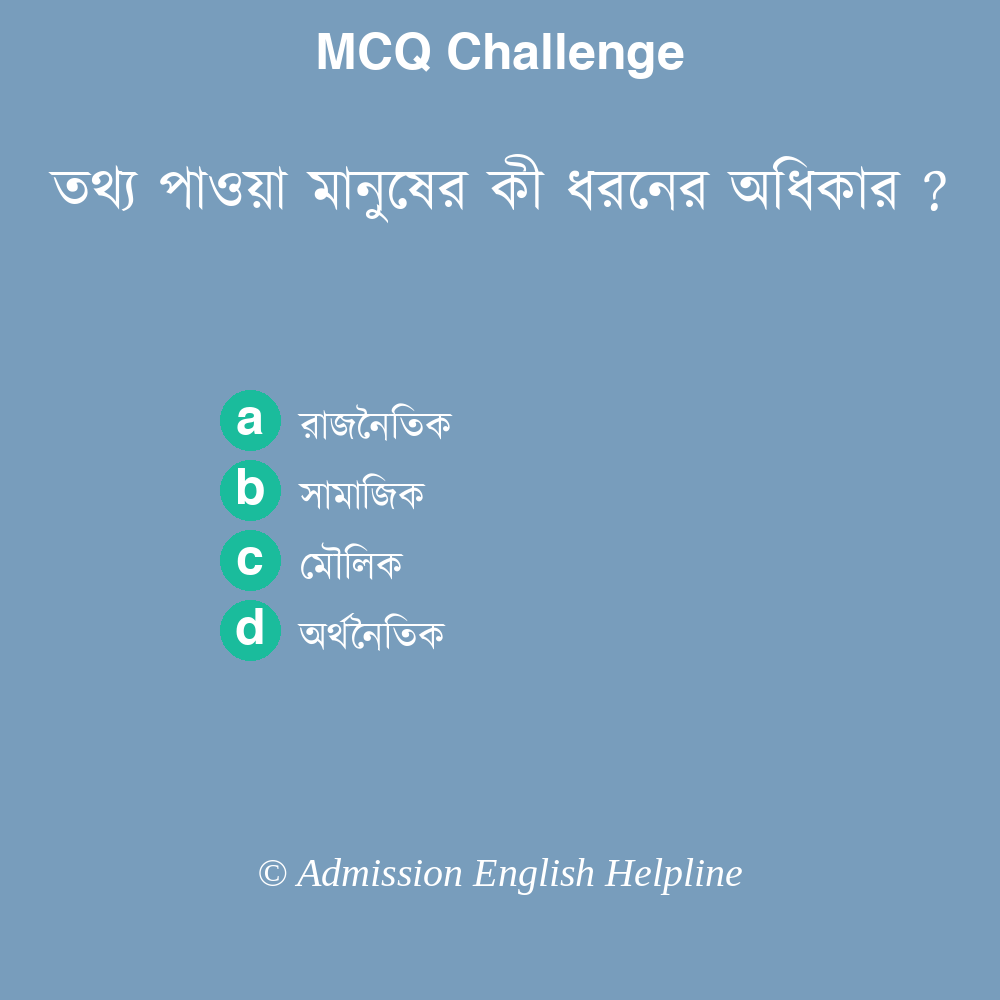 MCQ Challenge
তথ্য পাওয়া মানুষের কী ধরনের অধিকার ?
a রাজনৈতিক
b সামাজিক
c মৌলিক
d অর্থনৈতিক
© Admission English Helpline